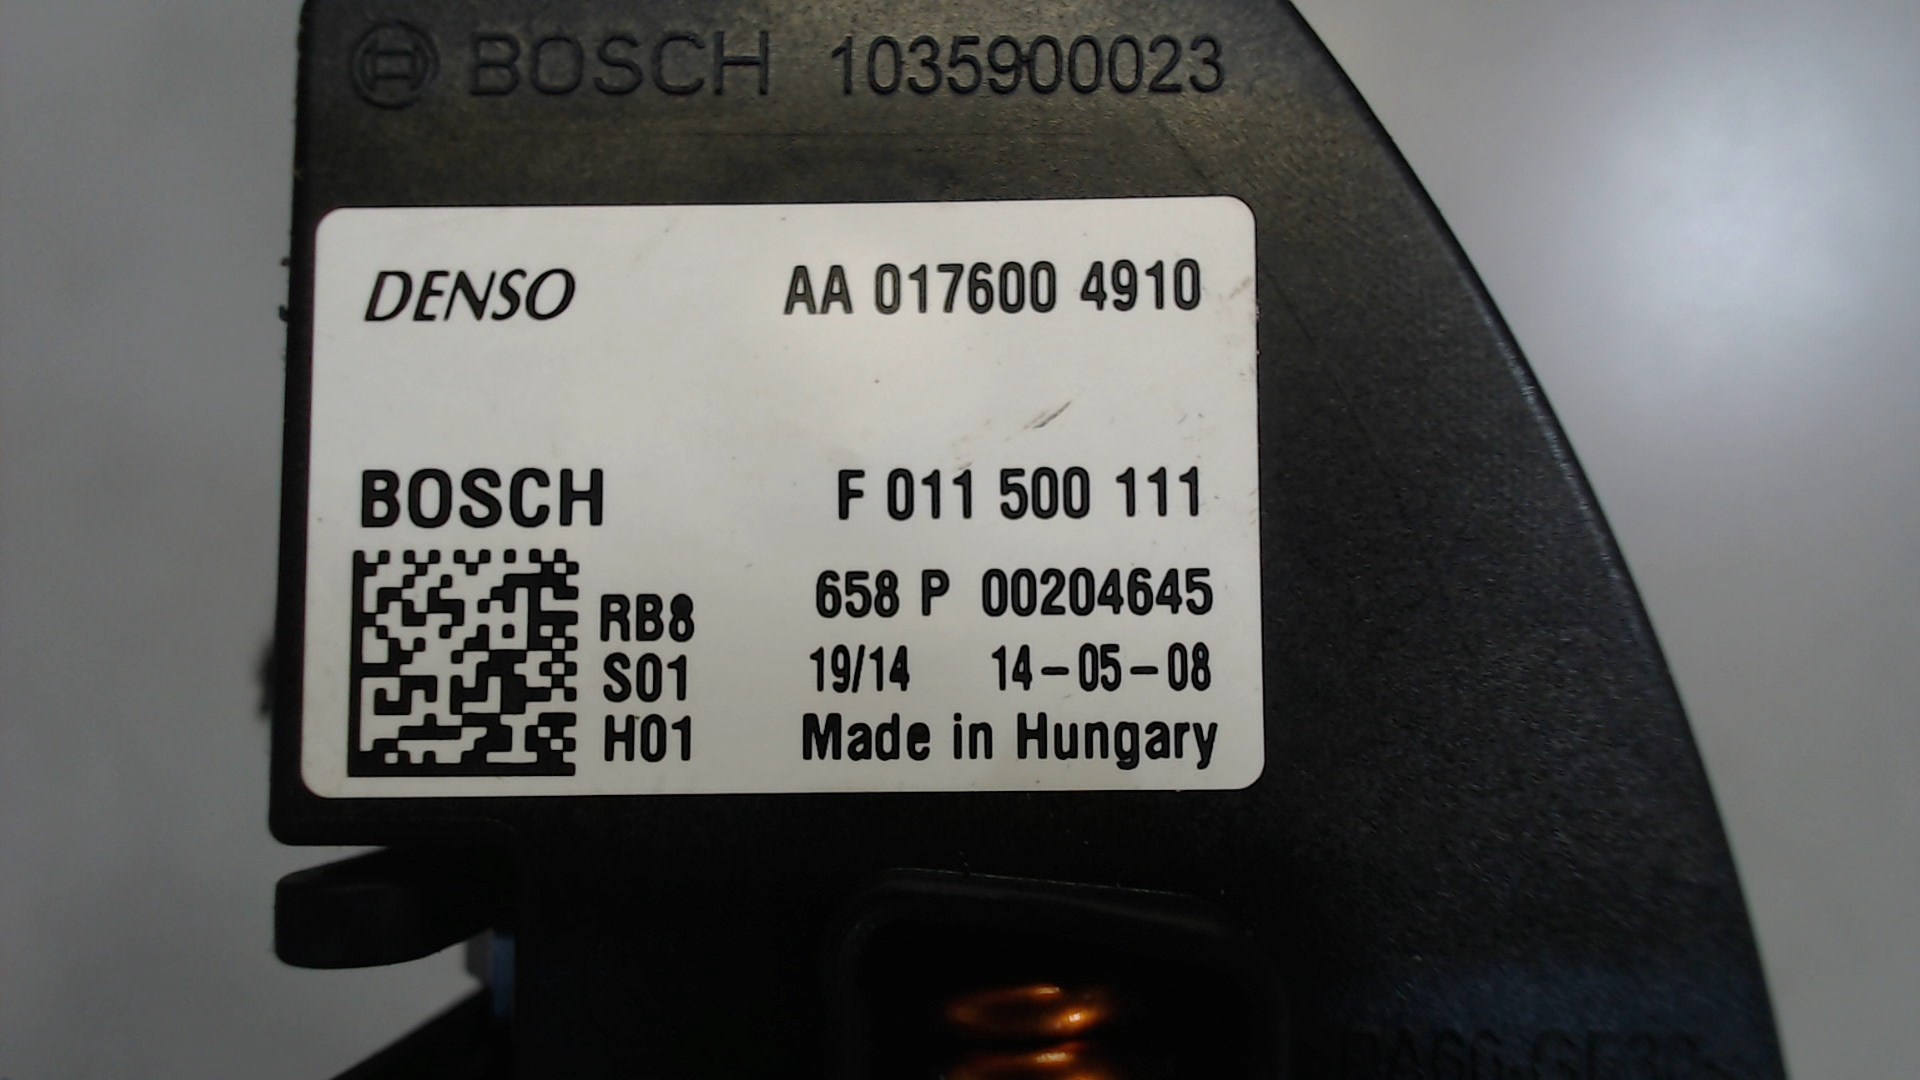 BOSCH 1035900023
DENSO AA 017600 4910
BOSCH F 011 500 111
658 P 00204645
RB8
19/14 14-05-08
S01
Made in Hungary
H01